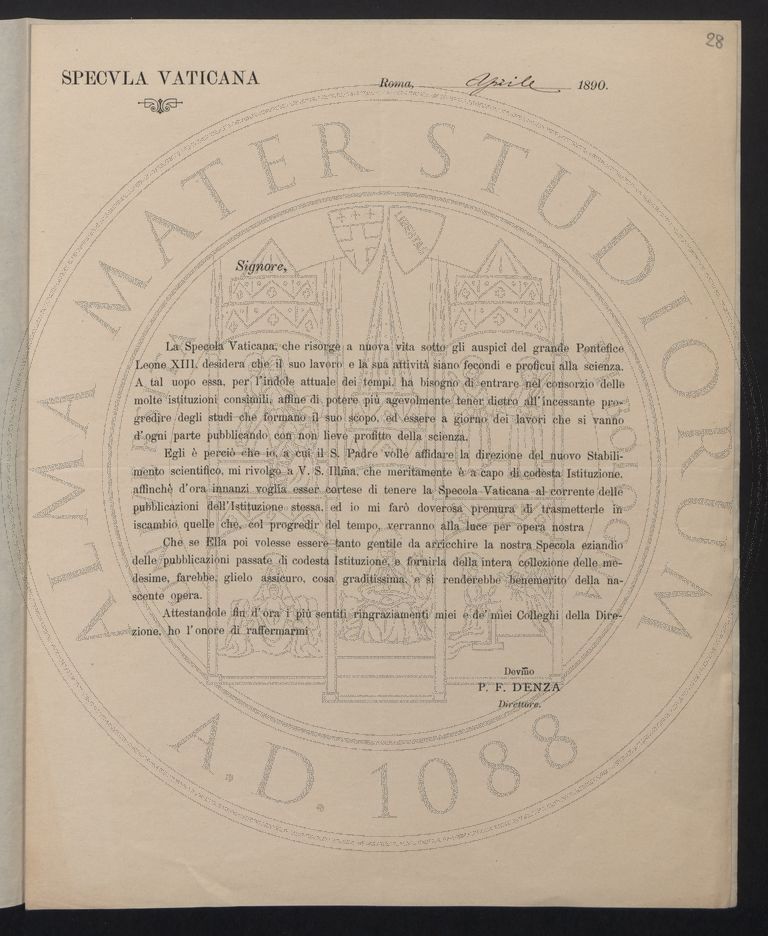 28
SPECVLA VATICANA
Roma, Aprile 1890.
ALMA MATER STUDIORUM
LIBERTAS
Signore,
La Specola Vaticana, che risorge a nuova vita sotto gli auspici del grande Pontefice
Leone XIII, desidera che il suo lavoro e la sua attività siano fecondi e proficui alla scienza.
A tal uopo essa, per l'indole attuale dei tempi, ha bisogno di entrare nel consorzio delle
molte istituzioni consimili, affine di potere più agevolmente tener dietro all'incessante pro-
gredire degli studi che formano il suo scopo, ed essere a giorno dei lavori che si vanno
d'ogni parte pubblicando con non lieve profitto della scienza.
Egli è perciò che io, a cui il S. Padre volle affidare la direzione del nuovo Stabili-
mento scientifico, mi rivolgo a V. S. Illm̃a, che meritamente è a capo di codesta Istituzione,
affinchè d'ora innanzi voglia esser cortese di tenere la Specola Vaticana al corrente delle
pubblicazioni dell'Istituzione stessa, ed io mi farò doverosa premura di trasmetterle in
iscambio quelle che, col progredir del tempo, verranno alla luce per opera nostra
Che se Ella poi volesse essere tanto gentile da arricchire la nostra Specola eziandio
delle pubblicazioni passate di codesta Istituzione, e fornirla della intera collezione delle me-
desime, farebbe, glielo assicuro, cosa graditissima, e si renderebbe benemerito della na-
scente opera.
Attestandole fin d'ora i più sentiti ringraziamenti miei e de' miei Colleghi della Dire-
zione, ho l'onore di raffermarmi
Devm̃o
P. F. DENZA
Direttore.
A.D. 1088